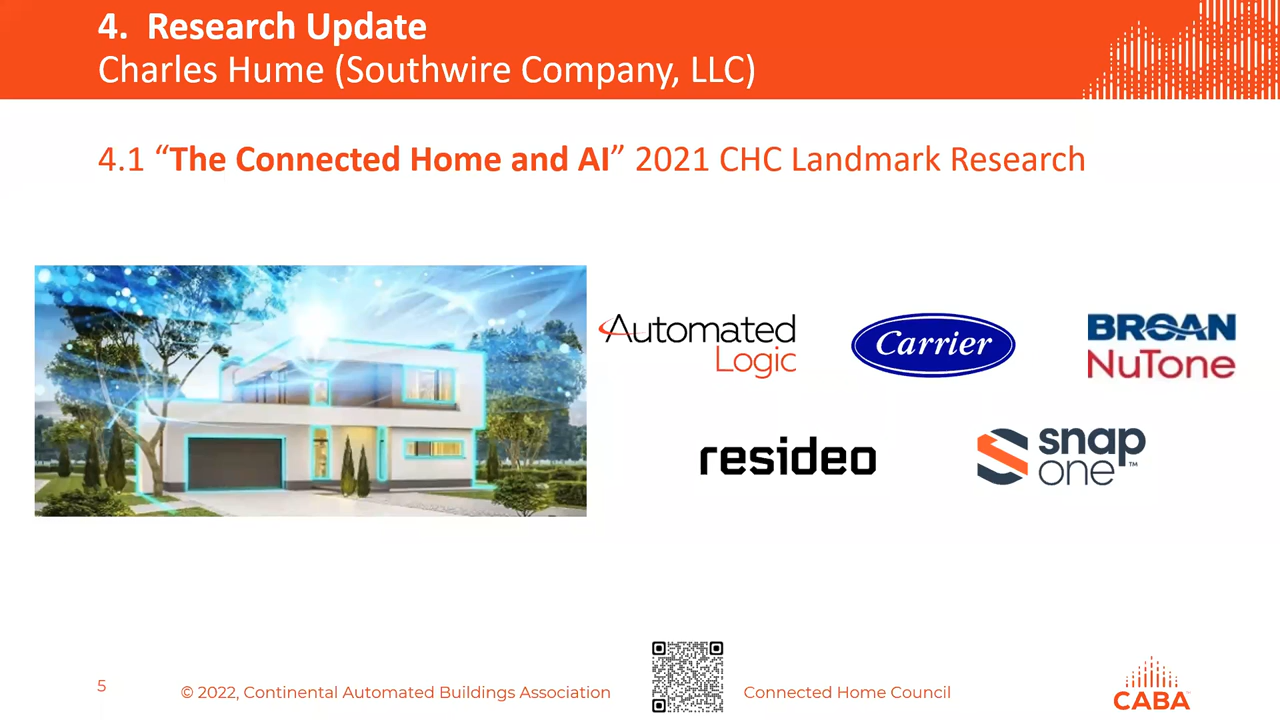 4. Research Update
Charles Hume (Southwire Company, LLC)
4.1 “The Connected Home and AI” 2021 CHC Landmark Research
Automated
Logic
Carrier
BROAN
NuTone
resideo
snap
one™
5
© 2022, Continental Automated Buildings Association
Connected Home Council
CABA